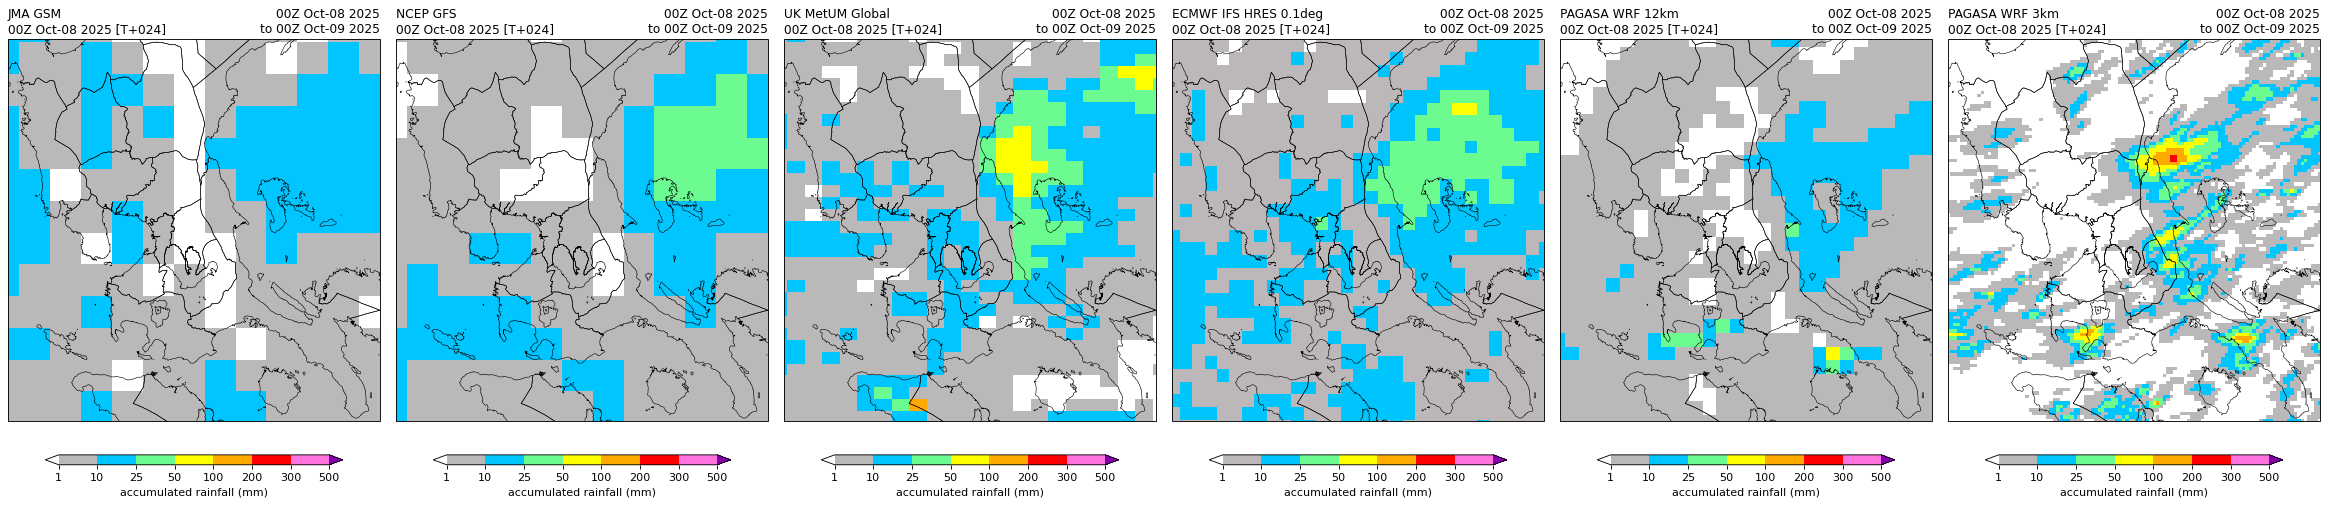 JMA GSM
00Z Oct-08 2025 [T+024]
00Z Oct-08 2025
to 00Z Oct-09 2025
1 10 25 50 100 200 300 500
accumulated rainfall (mm)
NCEP GFS
00Z Oct-08 2025 [T+024]
00Z Oct-08 2025
to 00Z Oct-09 2025
1 10 25 50 100 200 300 500
accumulated rainfall (mm)
UK MetUM Global
00Z Oct-08 2025 [T+024]
00Z Oct-08 2025
to 00Z Oct-09 2025
1 10 25 50 100 200 300 500
accumulated rainfall (mm)
ECMWF IFS HRES 0.1deg
00Z Oct-08 2025 [T+024]
00Z Oct-08 2025
to 00Z Oct-09 2025
1 10 25 50 100 200 300 500
accumulated rainfall (mm)
PAGASA WRF 12km
00Z Oct-08 2025 [T+024]
00Z Oct-08 2025
to 00Z Oct-09 2025
1 10 25 50 100 200 300 500
accumulated rainfall (mm)
PAGASA WRF 3km
00Z Oct-08 2025 [T+024]
00Z Oct-08 2025
to 00Z Oct-09 2025
1 10 25 50 100 200 300 500
accumulated rainfall (mm)